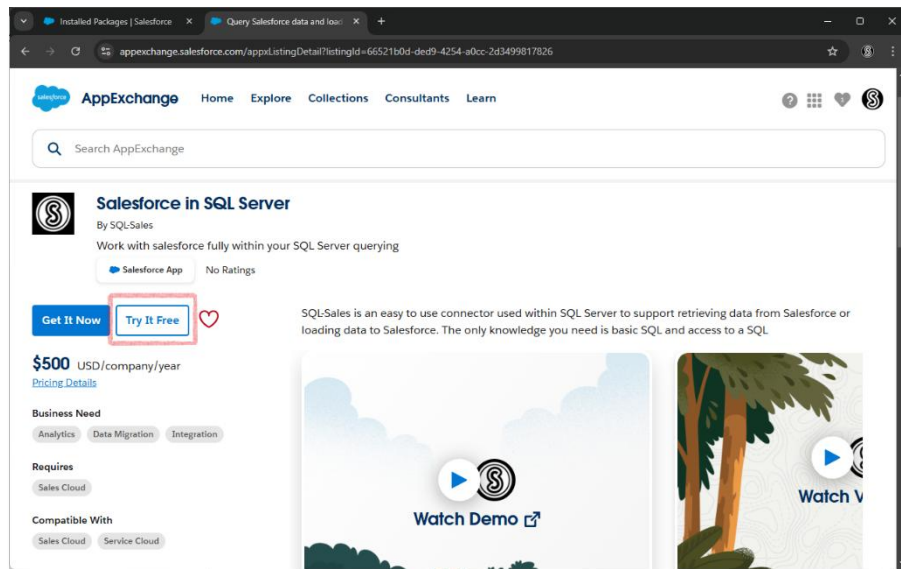 Installed Packages | Salesforce
Query Salesforce data and load
appexchange.salesforce.com/appxListingDetail?listingId=66521b0d-ded9-4254-a0cc-2d3499817826
salesforce
AppExchange Home Explore Collections Consultants Learn
Search AppExchange
Salesforce in SQL Server
By SQL-Sales
Work with salesforce fully within your SQL Server querying
Salesforce App No Ratings
Get It Now Try It Free
SQL-Sales is an easy to use connector used within SQL Server to support retrieving data from Salesforce or
loading data to Salesforce. The only knowledge you need is basic SQL and access to a SQL
$500 USD/company/year
Pricing Details
Business Need
Analytics Data Migration Integration
Requires
Sales Cloud
Compatible With
Sales Cloud Service Cloud
Watch Demo
Watch V